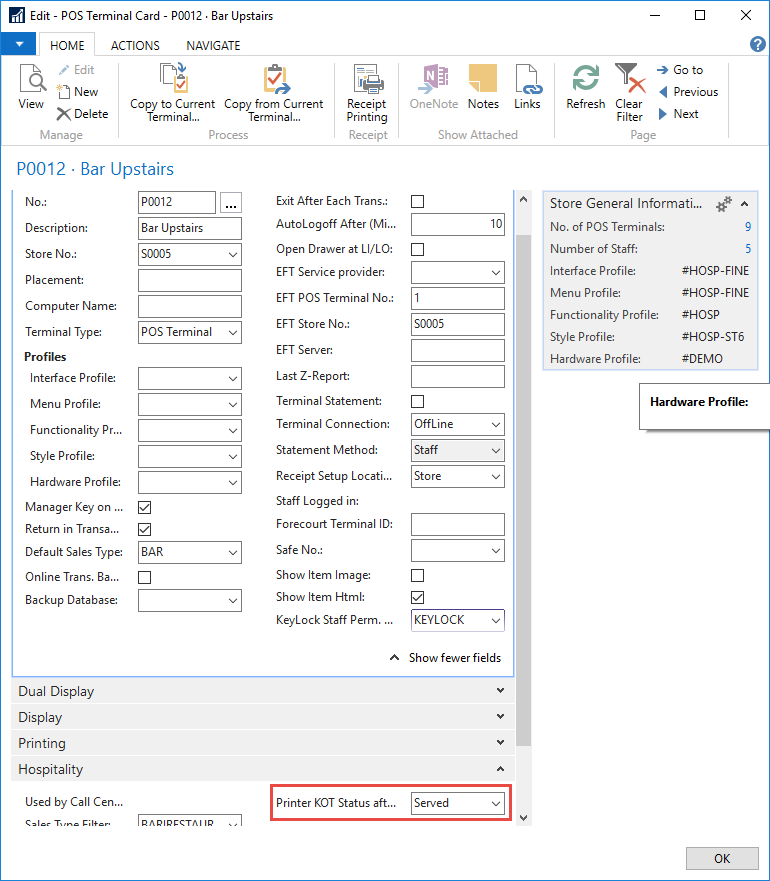 Edit - POS Terminal Card - P0012 · Bar Upstairs
HOME ACTIONS NAVIGATE
View
Edit
New
Delete
Manage
Copy to Current Terminal...
Copy from Current Terminal...
Process
Receipt Printing
Receipt
OneNote
Notes
Links
Show Attached
Refresh
Clear Filter
Go to
Previous
Next
Page
P0012 · Bar Upstairs
No.: P0012 ...
Description: Bar Upstairs
Store No.: S0005
Placement:
Computer Name:
Terminal Type: POS Terminal
Profiles
Interface Profile:
Menu Profile:
Functionality Pr...
Style Profile:
Hardware Profile:
Manager Key on ...
Return in Transa...
Default Sales Type: BAR
Online Trans. Ba...
Backup Database:
Exit After Each Trans.:
AutoLogoff After (Mi... 10
Open Drawer at LI/LO:
EFT Service provider:
EFT POS Terminal No.: 1
EFT Store No.: S0005
EFT Server:
Last Z-Report:
Terminal Statement:
Terminal Connection: OffLine
Statement Method: Staff
Receipt Setup Locati... Store
Staff Logged in:
Forecourt Terminal ID:
Safe No.:
Show Item Image:
Show Item Html:
KeyLock Staff Perm. ... KEYLOCK
Show fewer fields
Store General Informati...
No. of POS Terminals: 9
Number of Staff: 5
Interface Profile: #HOSP-FINE
Menu Profile: #HOSP-FINE
Functionality Profile: #HOSP
Style Profile: #HOSP-ST6
Hardware Profile: #DEMO
Hardware Profile:
Dual Display
Display
Printing
Hospitality
Used by Call Cen...
Printer KOT Status aft... Served
Sales Type Filter: BAR|RESTAUR
OK